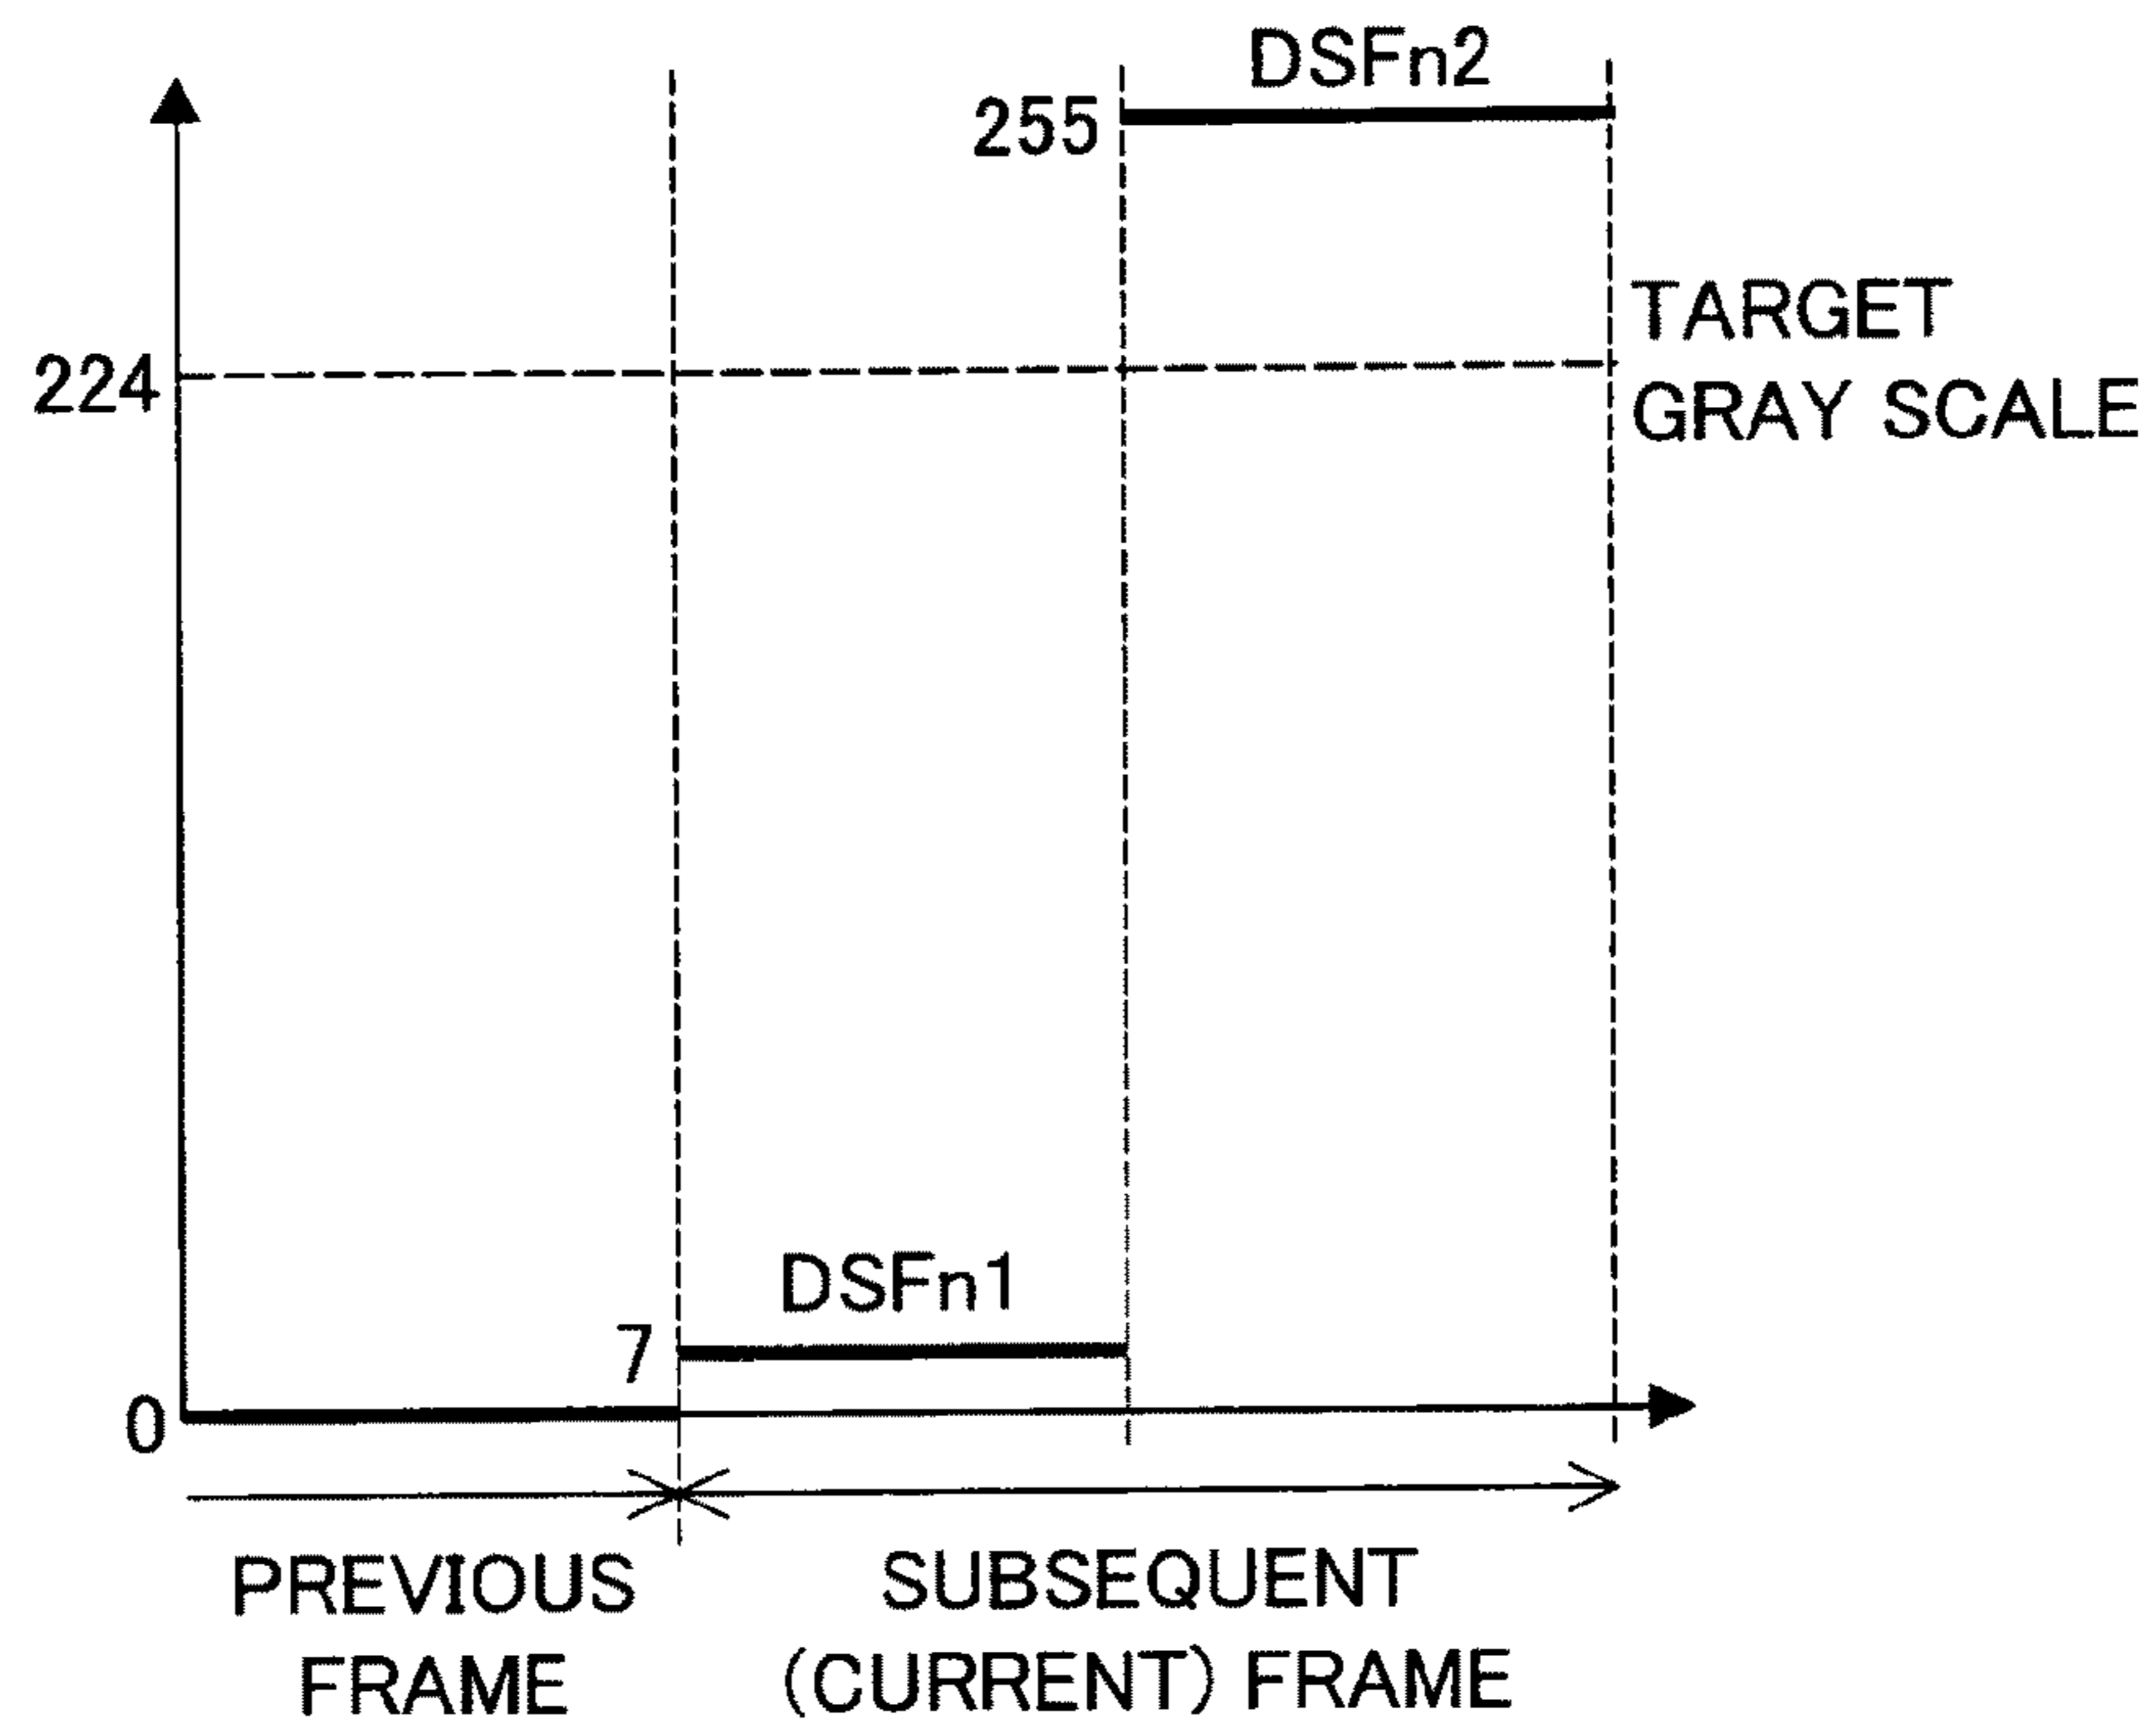 DSFn2
255
TARGET
GRAY SCALE
224
DSFn1
7
0
PREVIOUS
FRAME
SUBSEQUENT
(CURRENT) FRAME